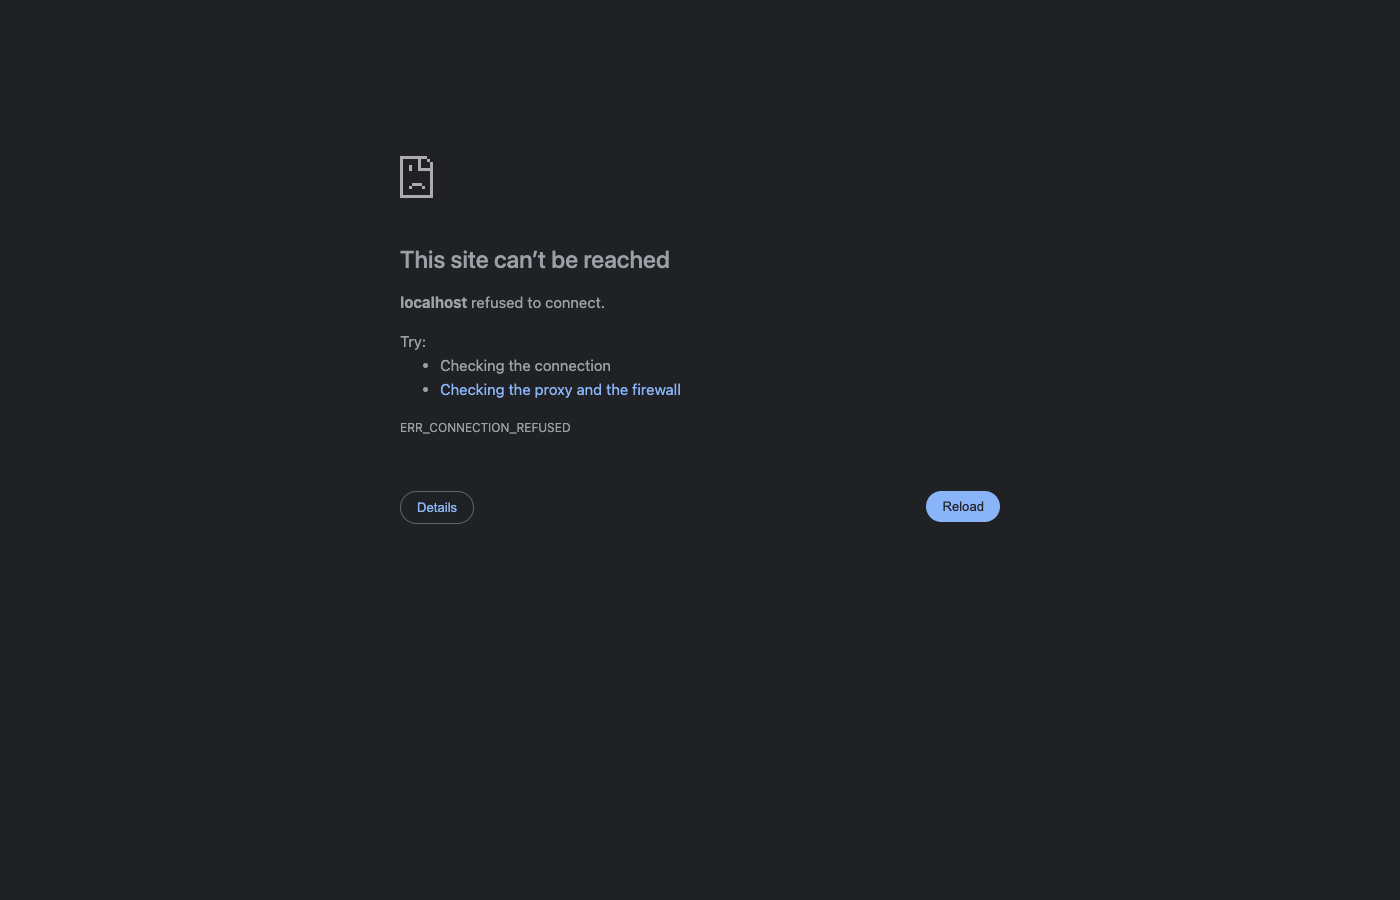 This site can’t be reached
localhost refused to connect.
Try:
Checking the connection
Checking the proxy and the firewall
ERR_CONNECTION_REFUSED
Details
Reload